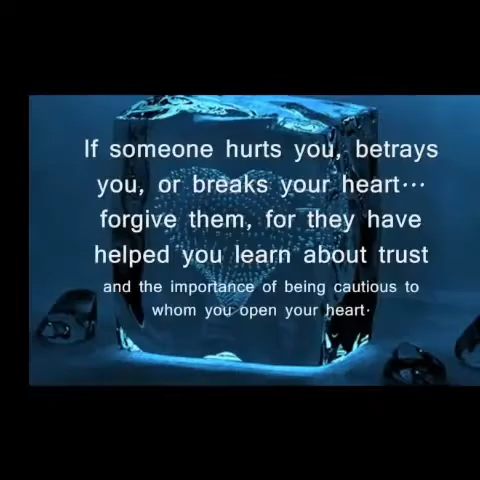 If someone hurts you, betrays
you, or breaks your heart…
forgive them, for they have
helped you learn about trust
and the importance of being cautious to
whom you open your heart.